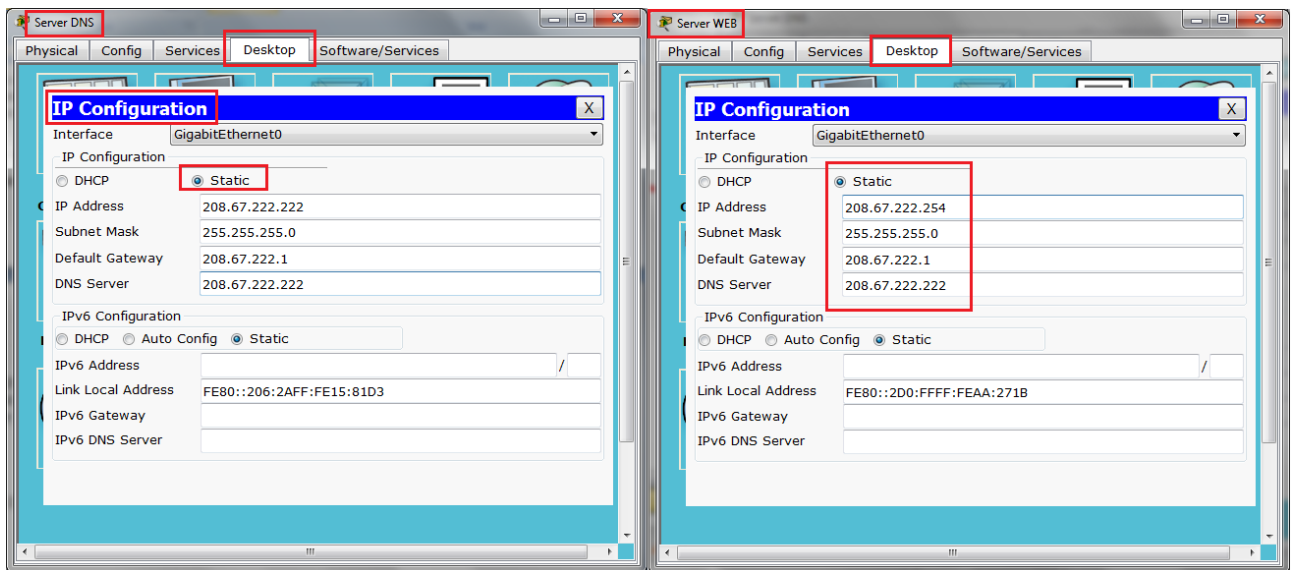 Server DNS
Physical Config Services Desktop Software/Services
IP Configuration X
Interface GigabitEthernet0
IP Configuration
DHCP Static
IP Address 208.67.222.222
Subnet Mask 255.255.255.0
Default Gateway 208.67.222.1
DNS Server 208.67.222.222
IPv6 Configuration
DHCP Auto Config Static
IPv6 Address /
Link Local Address FE80::206:2AFF:FE15:81D3
IPv6 Gateway
IPv6 DNS Server
Server WEB
Physical Config Services Desktop Software/Services
IP Configuration X
Interface GigabitEthernet0
IP Configuration
DHCP Static
IP Address 208.67.222.254
Subnet Mask 255.255.255.0
Default Gateway 208.67.222.1
DNS Server 208.67.222.222
IPv6 Configuration
DHCP Auto Config Static
IPv6 Address /
Link Local Address FE80::2D0:FFFF:FEAA:271B
IPv6 Gateway
IPv6 DNS Server